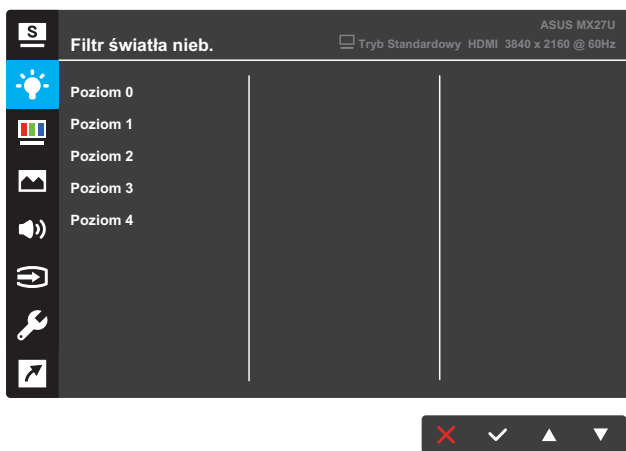 S
ASUS MX27U
Filtr światła nieb.
Tryb Standardowy HDMI 3840 x 2160 @ 60Hz
Poziom 0
Poziom 1
Poziom 2
Poziom 3
Poziom 4